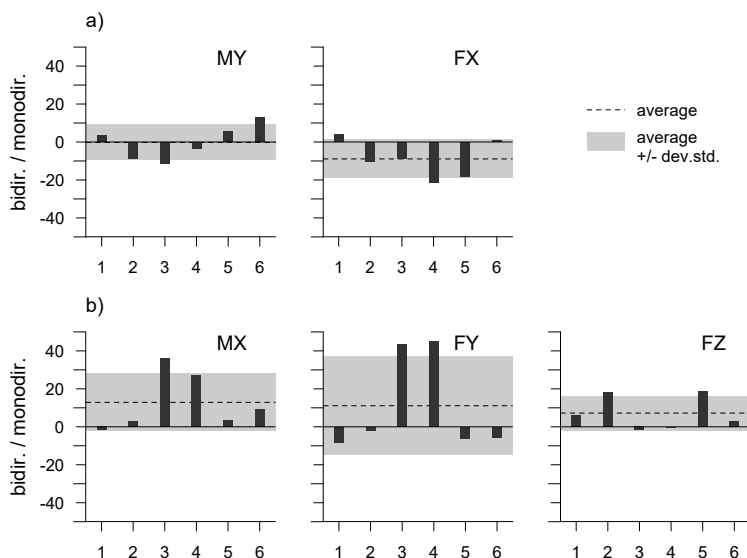 a)
MY
FX
bidir. / monodir.
40
20
0
-20
-40
1 2 3 4 5 6
1 2 3 4 5 6
average
average
+/- dev.std.
b)
MX
FY
FZ
bidir. / monodir.
40
20
0
-20
-40
1 2 3 4 5 6
1 2 3 4 5 6
1 2 3 4 5 6